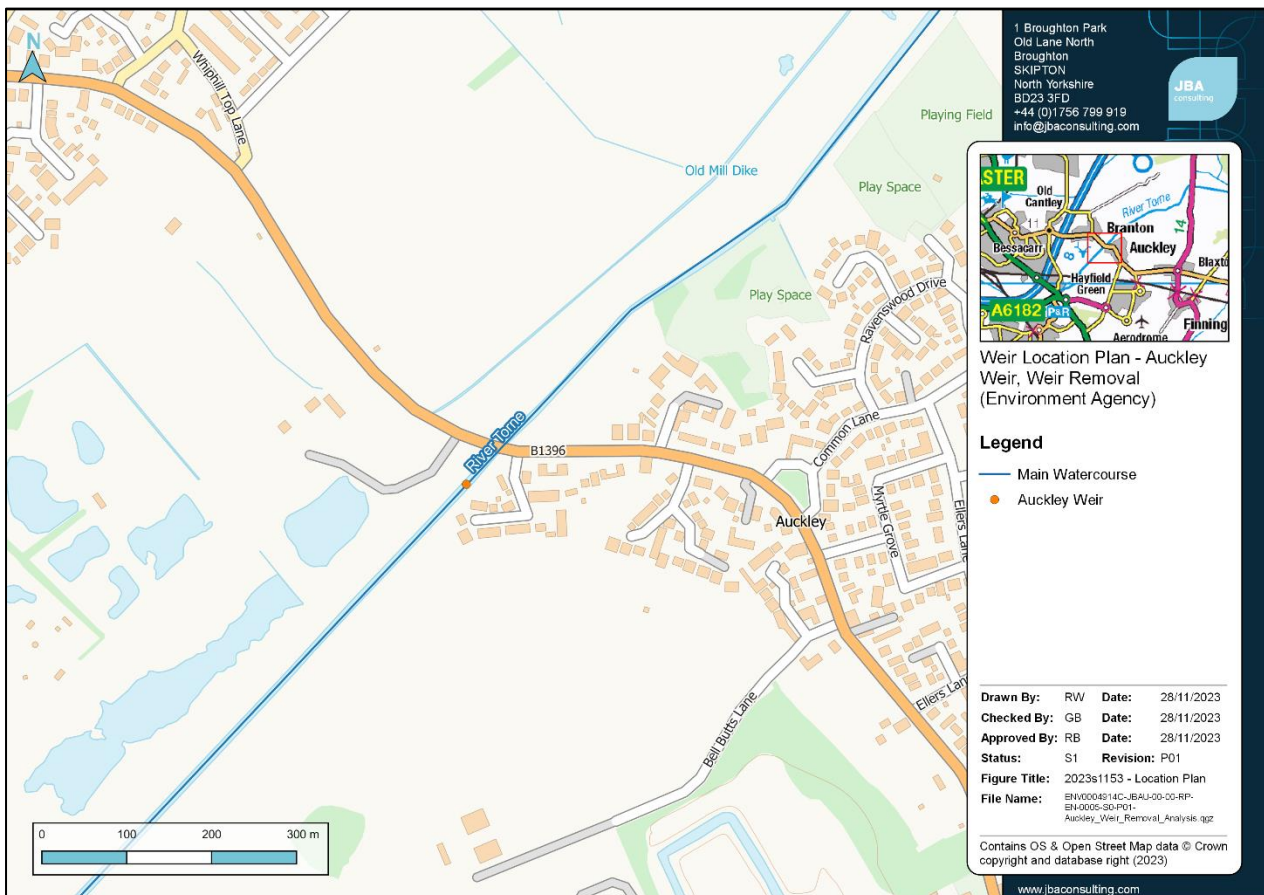 N
Whiphill Top Lane
Old Mill Dike
Playing Field
Play Space
Play Space
Ravenswood Drive
River Torne
B1396
Common Lane
Auckley
Myrtle Grove
Ellers Lane
Ellers Lane
Bell Butts Lane
0 100 200 300 m
1 Broughton Park
Old Lane North
Broughton
SKIPTON
North Yorkshire
BD23 3FD
+44 (0)1756 799 919
info@jbaconsulting.com
JBA
consulting
ASTER
Old
Cantley
River Torne
14
11
Branton
Bessacarr
Auckley
8
Blaxto
Hayfield
Green
A6182
P&R
Finning
Aerodrome
Weir Location Plan - Auckley
Weir, Weir Removal
(Environment Agency)
Legend
Main Watercourse
Auckley Weir
Drawn By: RW Date: 28/11/2023
Checked By: GB Date: 28/11/2023
Approved By: RB Date: 28/11/2023
Status: S1 Revision: P01
Figure Title: 2023s1153 - Location Plan
File Name: ENV0004914C-JBAU-00-00-RP-
EN-0005-S0-P01-
Auckley_Weir_Removal_Analysis.qgz
Contains OS & Open Street Map data © Crown
copyright and database right (2023)
www.jbaconsulting.com